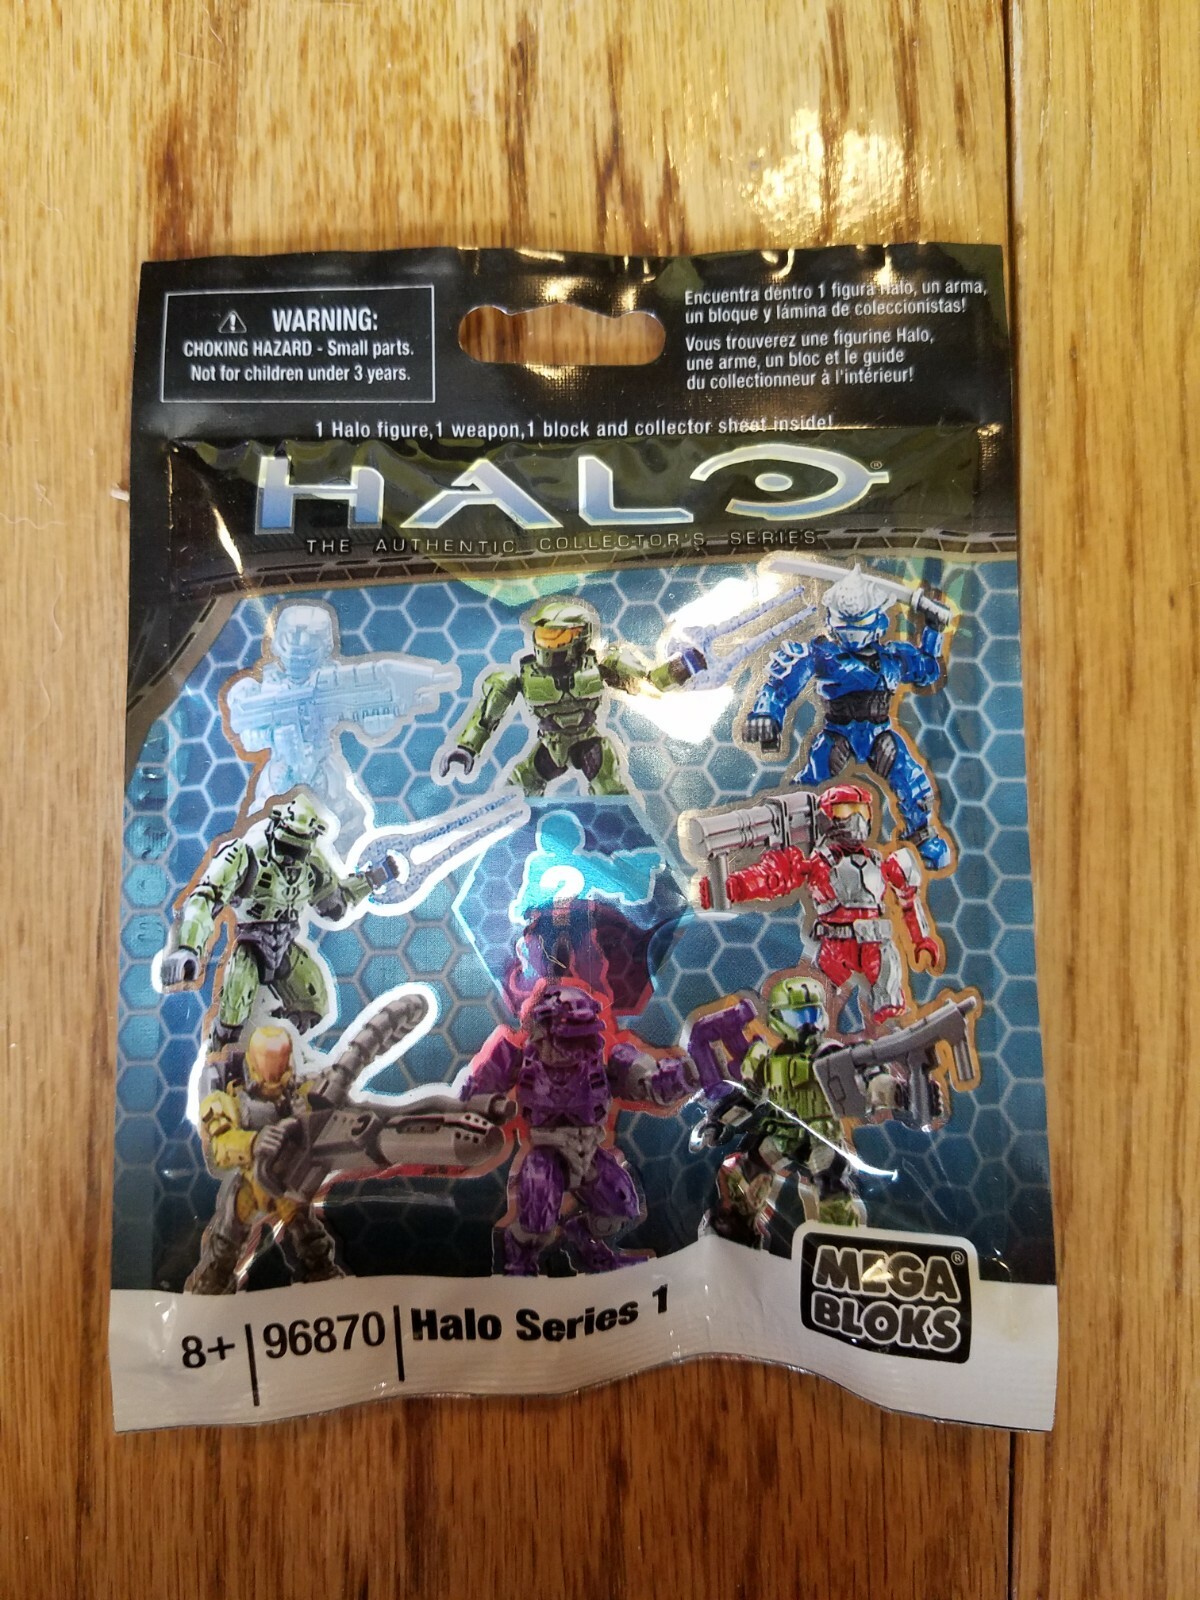 WARNING:
CHOKING HAZARD - Small parts.
Not for children under 3 years.
Encuentra dentro 1 figura Halo, un arma,
un bloque y lámina de coleccionistas!
Vous trouverez une figurine Halo,
une arme, un bloc et le guide
du collectionneur à l'intérieur!
1 Halo figure,1 weapon,1 block and collector sheet inside!
HALO®
THE AUTHENTIC COLLECTOR'S SERIES
?
8+ | 96870 | Halo Series 1
MEGA®
BLOKS